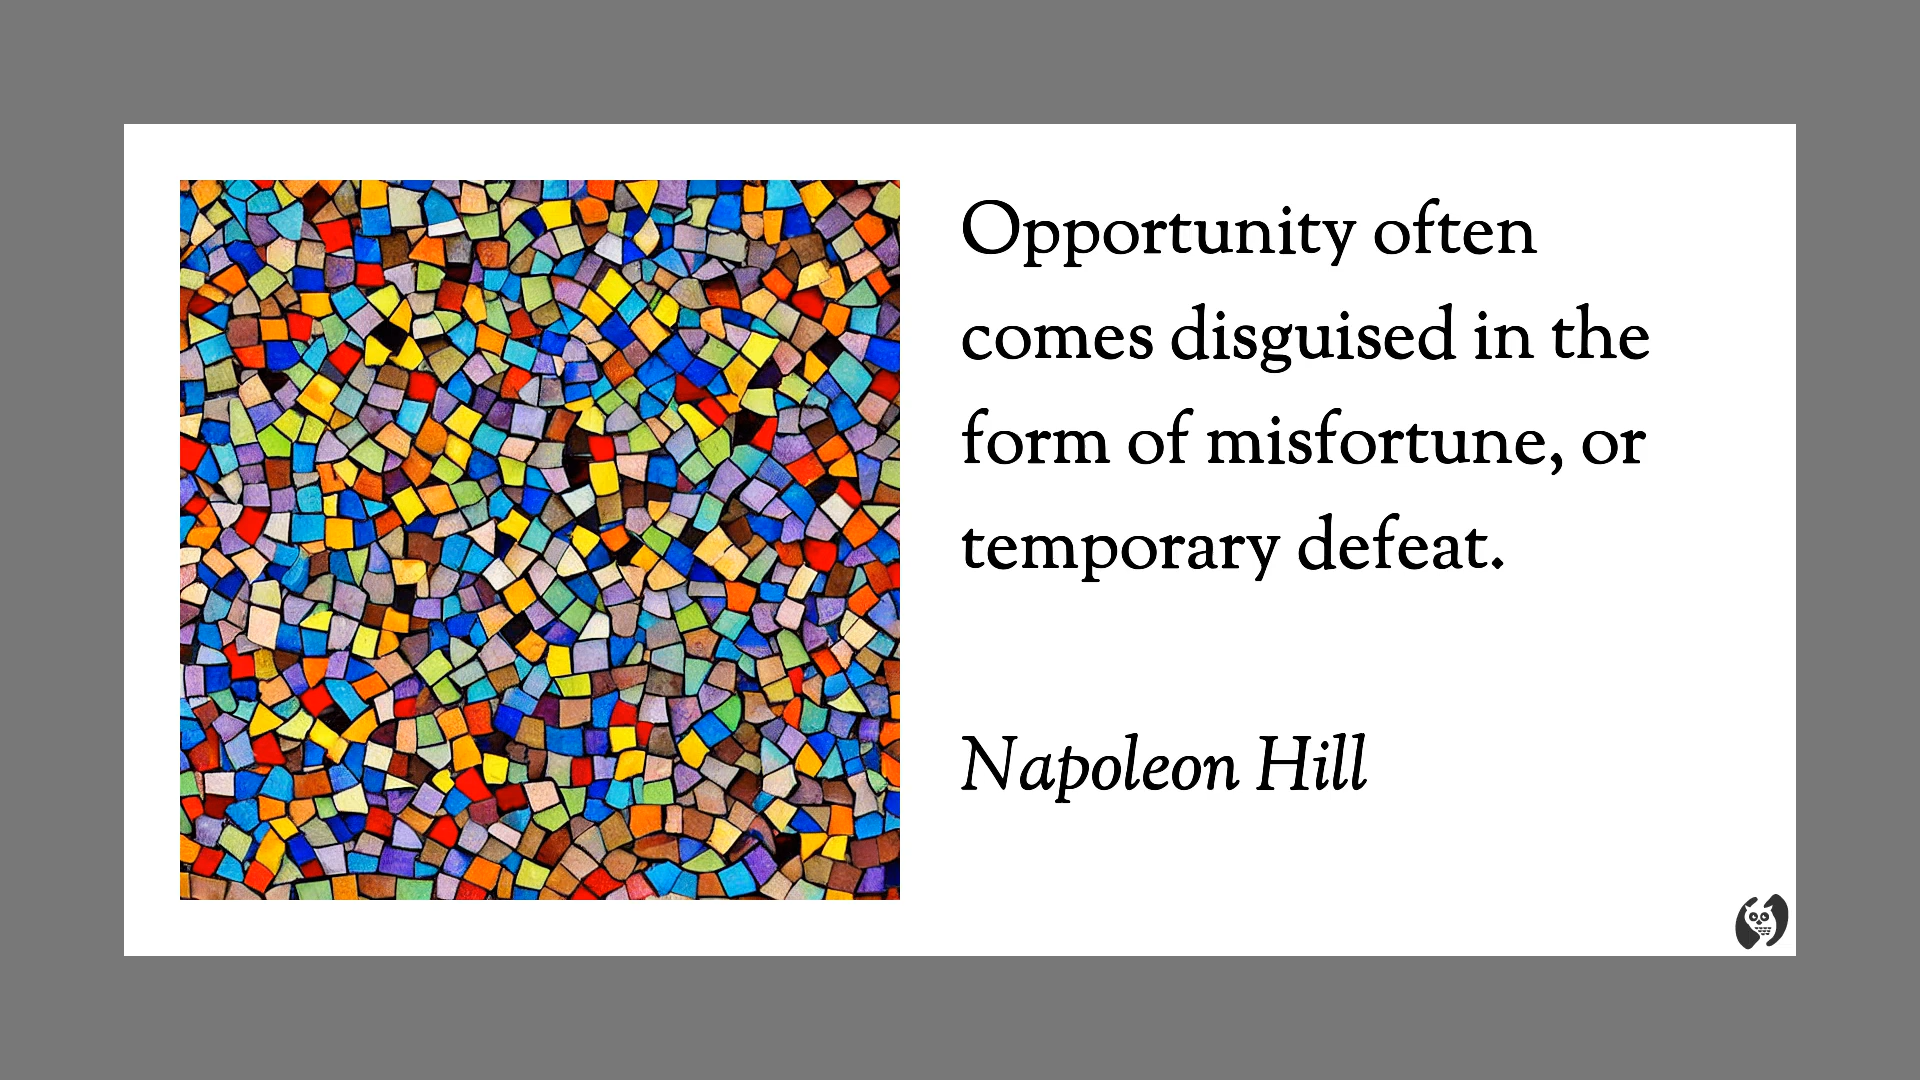 Opportunity often
comes disguised in the
form of misfortune, or
temporary defeat.
Napoleon Hill